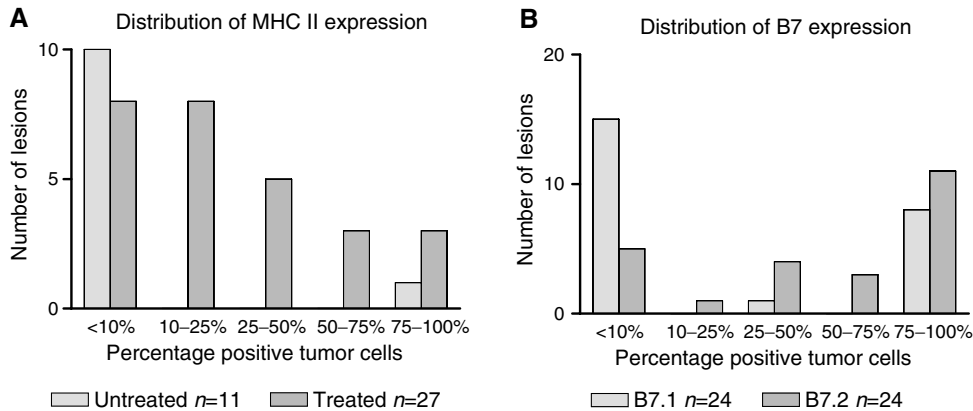 A
Distribution of MHC II expression
10
5
0
Number of lesions
<10% 10–25% 25–50% 50–75% 75–100%
Percentage positive tumor cells
Untreated n=11 Treated n=27
B
Distribution of B7 expression
20
10
0
Number of lesions
<10% 10–25% 25–50% 50–75% 75–100%
Percentage positive tumor cells
B7.1 n=24 B7.2 n=24